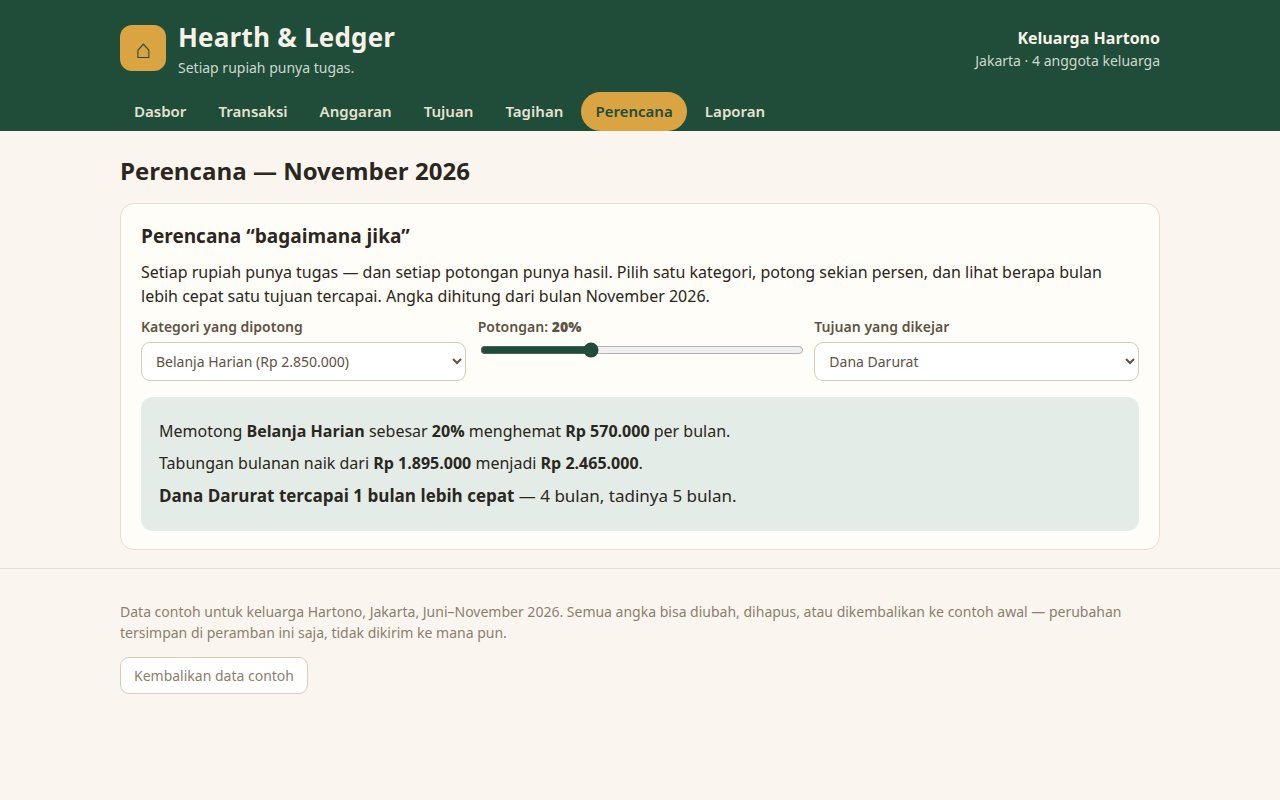 Hearth & Ledger
Setiap rupiah punya tugas.
Keluarga Hartono
Jakarta · 4 anggota keluarga
Dasbor Transaksi Anggaran Tujuan Tagihan Perencana Laporan
Perencana — November 2026
Perencana “bagaimana jika”
Setiap rupiah punya tugas — dan setiap potongan punya hasil. Pilih satu kategori, potong sekian persen, dan lihat berapa bulan
lebih cepat satu tujuan tercapai. Angka dihitung dari bulan November 2026.
Kategori yang dipotong
Belanja Harian (Rp 2.850.000)
Potongan: 20%
Tujuan yang dikejar
Dana Darurat
Memotong Belanja Harian sebesar 20% menghemat Rp 570.000 per bulan.
Tabungan bulanan naik dari Rp 1.895.000 menjadi Rp 2.465.000.
Dana Darurat tercapai 1 bulan lebih cepat — 4 bulan, tadinya 5 bulan.
Data contoh untuk keluarga Hartono, Jakarta, Juni–November 2026. Semua angka bisa diubah, dihapus, atau dikembalikan ke contoh awal — perubahan
tersimpan di peramban ini saja, tidak dikirim ke mana pun.
Kembalikan data contoh